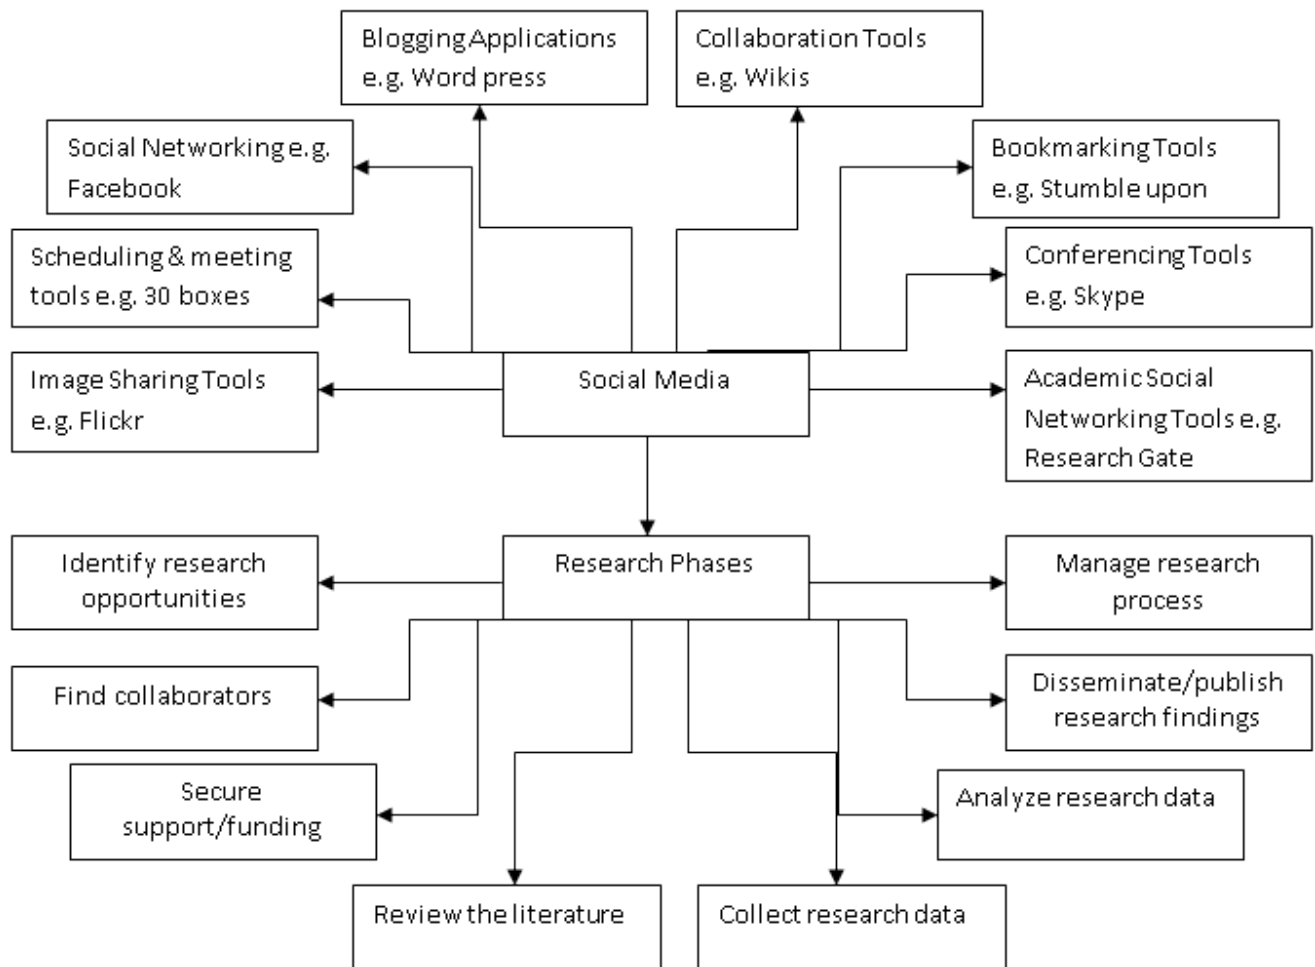 Blogging Applications
e.g. Word press
Collaboration Tools
e.g. Wikis
Social Networking e.g.
Facebook
Bookmarking Tools
e.g. Stumble upon
Scheduling & meeting
tools e.g. 30 boxes
Conferencing Tools
e.g. Skype
Image Sharing Tools
e.g. Flickr
Social Media
Academic Social
Networking Tools e.g.
Research Gate
Identify research
opportunities
Research Phases
Manage research
process
Find collaborators
Disseminate/publish
research findings
Secure
support/funding
Analyze research data
Review the literature
Collect research data